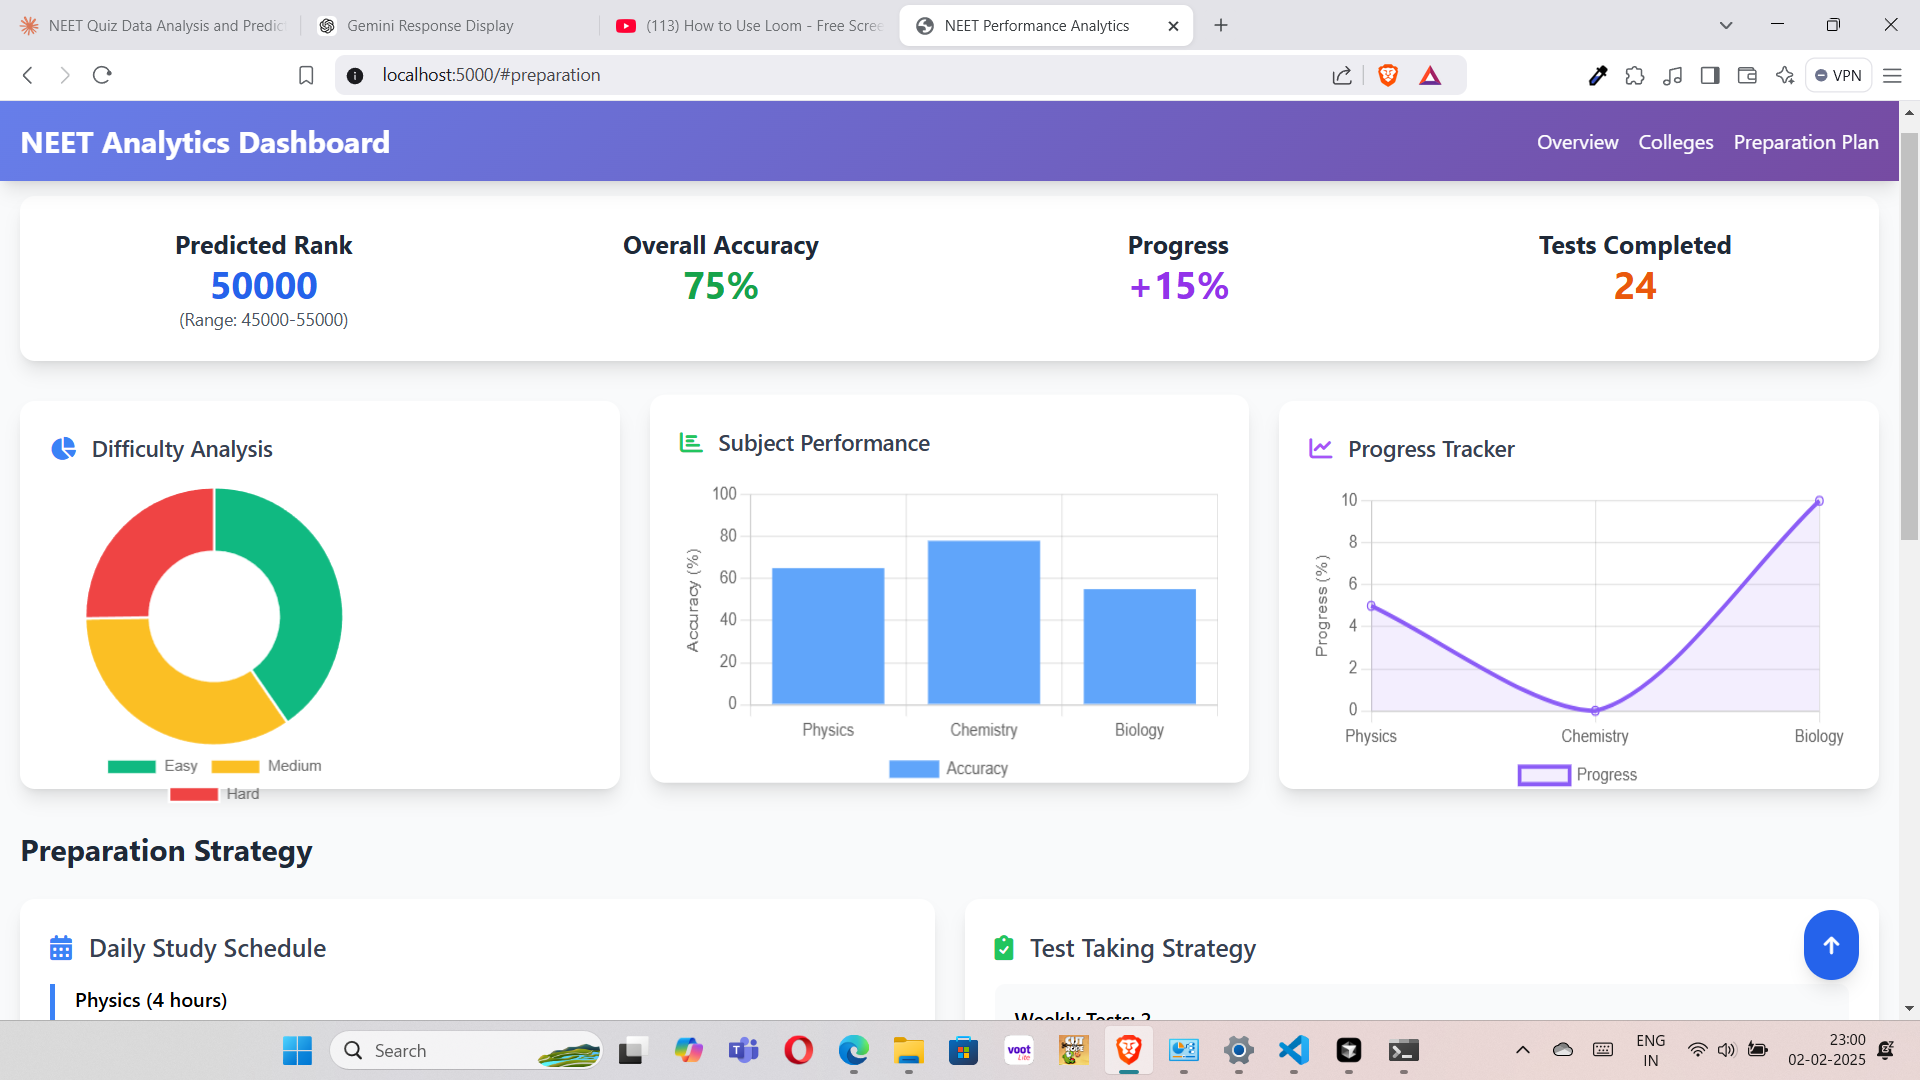 NEET Quiz Data Analysis and Predic
Gemini Response Display
(113) How to Use Loom - Free Scree
NEET Performance Analytics
localhost:5000/#preparation
VPN
NEET Analytics Dashboard
Overview
Colleges
Preparation Plan
Predicted Rank
50000
(Range: 45000-55000)
Overall Accuracy
75%
Progress
+15%
Tests Completed
24
Difficulty Analysis
Easy
Medium
Hard
Subject Performance
100
80
60
40
20
0
Accuracy (%)
Physics
Chemistry
Biology
Accuracy
Progress Tracker
10
8
6
4
2
0
Progress (%)
Physics
Chemistry
Biology
Progress
Preparation Strategy
Daily Study Schedule
Physics (4 hours)
Test Taking Strategy
Weekly Tests: 2
Search
voot
Lite
ENG
IN
23:00
02-02-2025